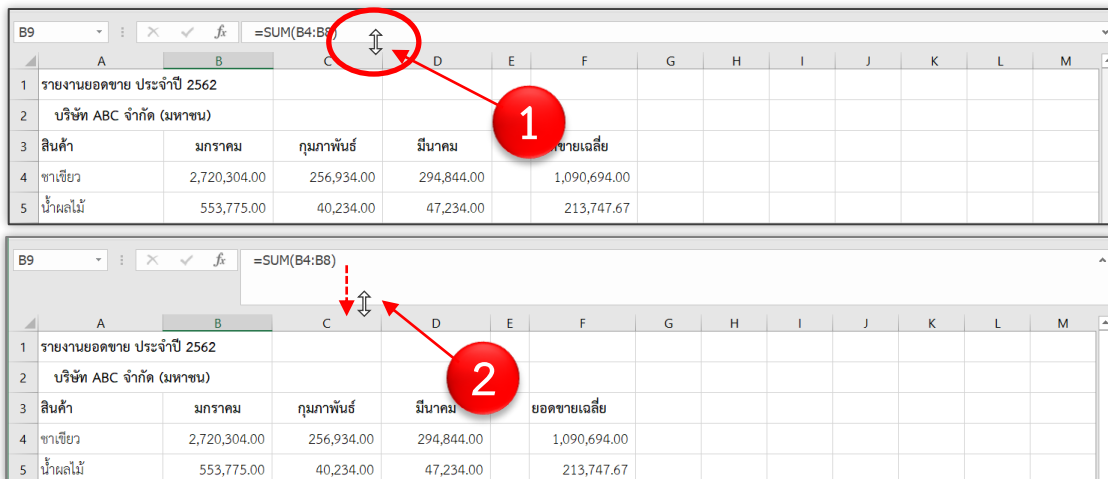 B9 fx =SUM(B4:B8)
A B C D E F G H I J K L M
1 รายงานยอดขาย ประจำปี 2562
2 บริษัท ABC จำกัด (มหาชน)
1
3 สินค้า มกราคม กุมภาพันธ์ มีนาคม
4 ชาเขียว 2,720,304.00 256,934.00 294,844.00 1,090,694.00
5 น้ำผลไม้ 553,775.00 40,234.00 47,234.00 213,747.67
B9 fx =SUM(B4:B8)
A B C D E F G H I J K L M
1 รายงานยอดขาย ประจำปี 2562
2 บริษัท ABC จำกัด (มหาชน)
2
3 สินค้า มกราคม กุมภาพันธ์ มีนาคม ยอดขายเฉลี่ย
4 ชาเขียว 2,720,304.00 256,934.00 294,844.00 1,090,694.00
5 น้ำผลไม้ 553,775.00 40,234.00 47,234.00 213,747.67